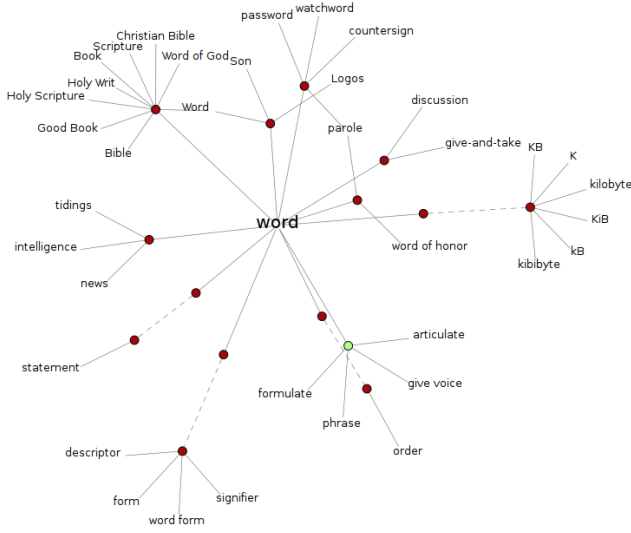 watchword
password
countersign
Christian Bible
Scripture
Book
Word of God
Son
Logos
Holy Writ
Holy Scripture
Word
discussion
Good Book
parole
Bible
give-and-take
KB
K
kilobyte
tidings
KiB
word
intelligence
word of honor
kB
kibibyte
news
articulate
statement
give voice
formulate
phrase
order
descriptor
form
signifier
word form